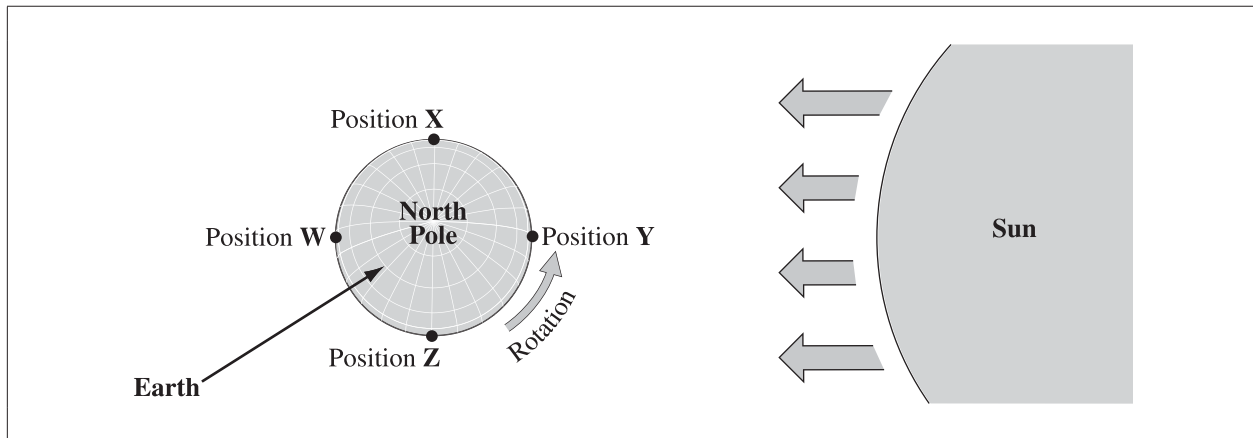 Position X
Position W
North
Pole
Position Y
Sun
Rotation
Position Z
Earth